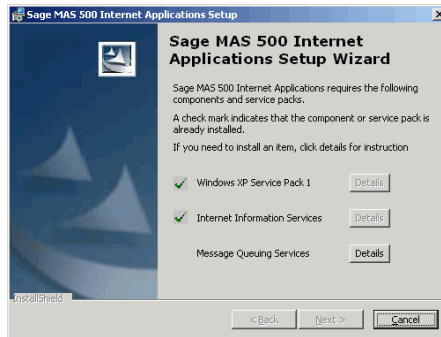 Sage MAS 500 Internet Applications Setup
Sage MAS 500 Internet
Applications Setup Wizard
Sage MAS 500 Internet Applications requires the following
components and service packs.
A check mark indicates that the component or service pack is
already installed.
If you need to install an item, click details for instruction
Windows XP Service Pack 1
Details
Internet Information Services
Details
Message Queuing Services
Details
InstallShield
< Back
Next >
Cancel